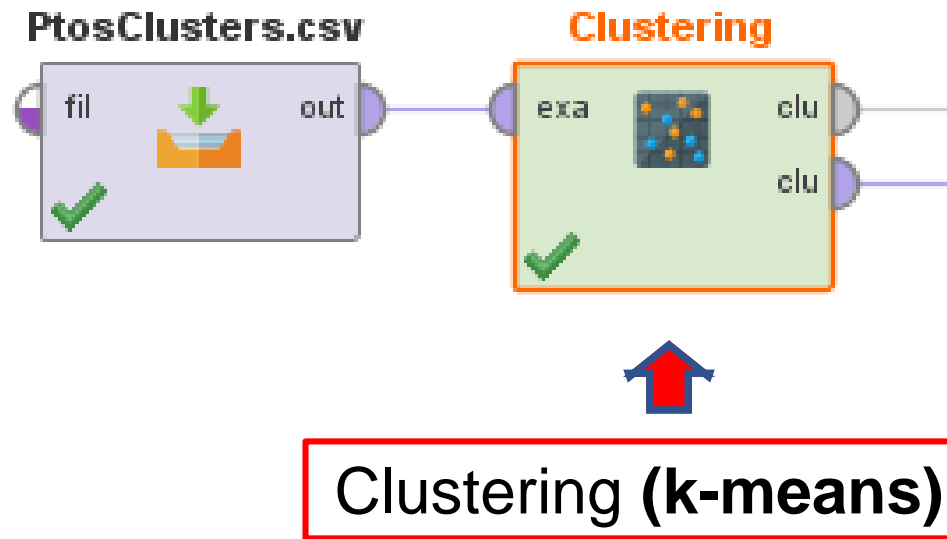 PtosClusters.csv
Clustering
fil
out
exa
clu
clu
Clustering (k-means)